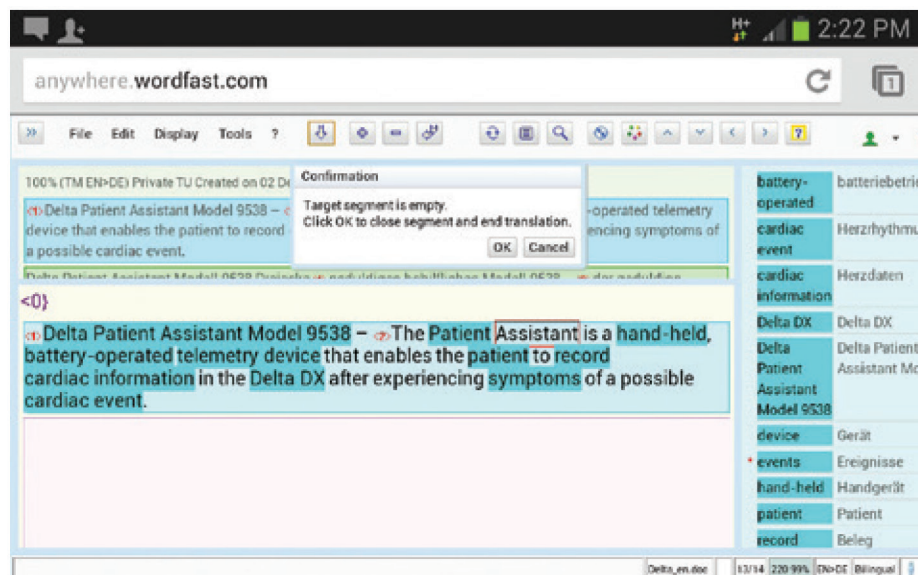 H+
2:22 PM
anywhere.wordfast.com
1
» File Edit Display Tools ?
100% (TM EN>DE) Private TU Created on 02 De
Confirmation
Target segment is empty.
Click OK to close segment and end translation.
OK Cancel
Delta Patient Assistant Model 9538 –
-operated telemetry
device that enables the patient to record
encing symptoms of
a possible cardiac event.
<0}
Delta Patient Assistant Model 9538 – The Patient Assistant is a hand-held,
battery-operated telemetry device that enables the patient to record
cardiac information in the Delta DX after experiencing symptoms of a possible
cardiac event.
battery-operated batteriebetrie
cardiac event Herzrhythmu
cardiac information Herzdaten
Delta DX Delta DX
Delta Patient Assistant Model 9538 Delta Patient Assistant Mo
device Gerät
events Ereignisse
hand-held Handgerät
patient Patient
record Beleg
Delta_en.doc 13/14 220 99% EN>DE Bilingual